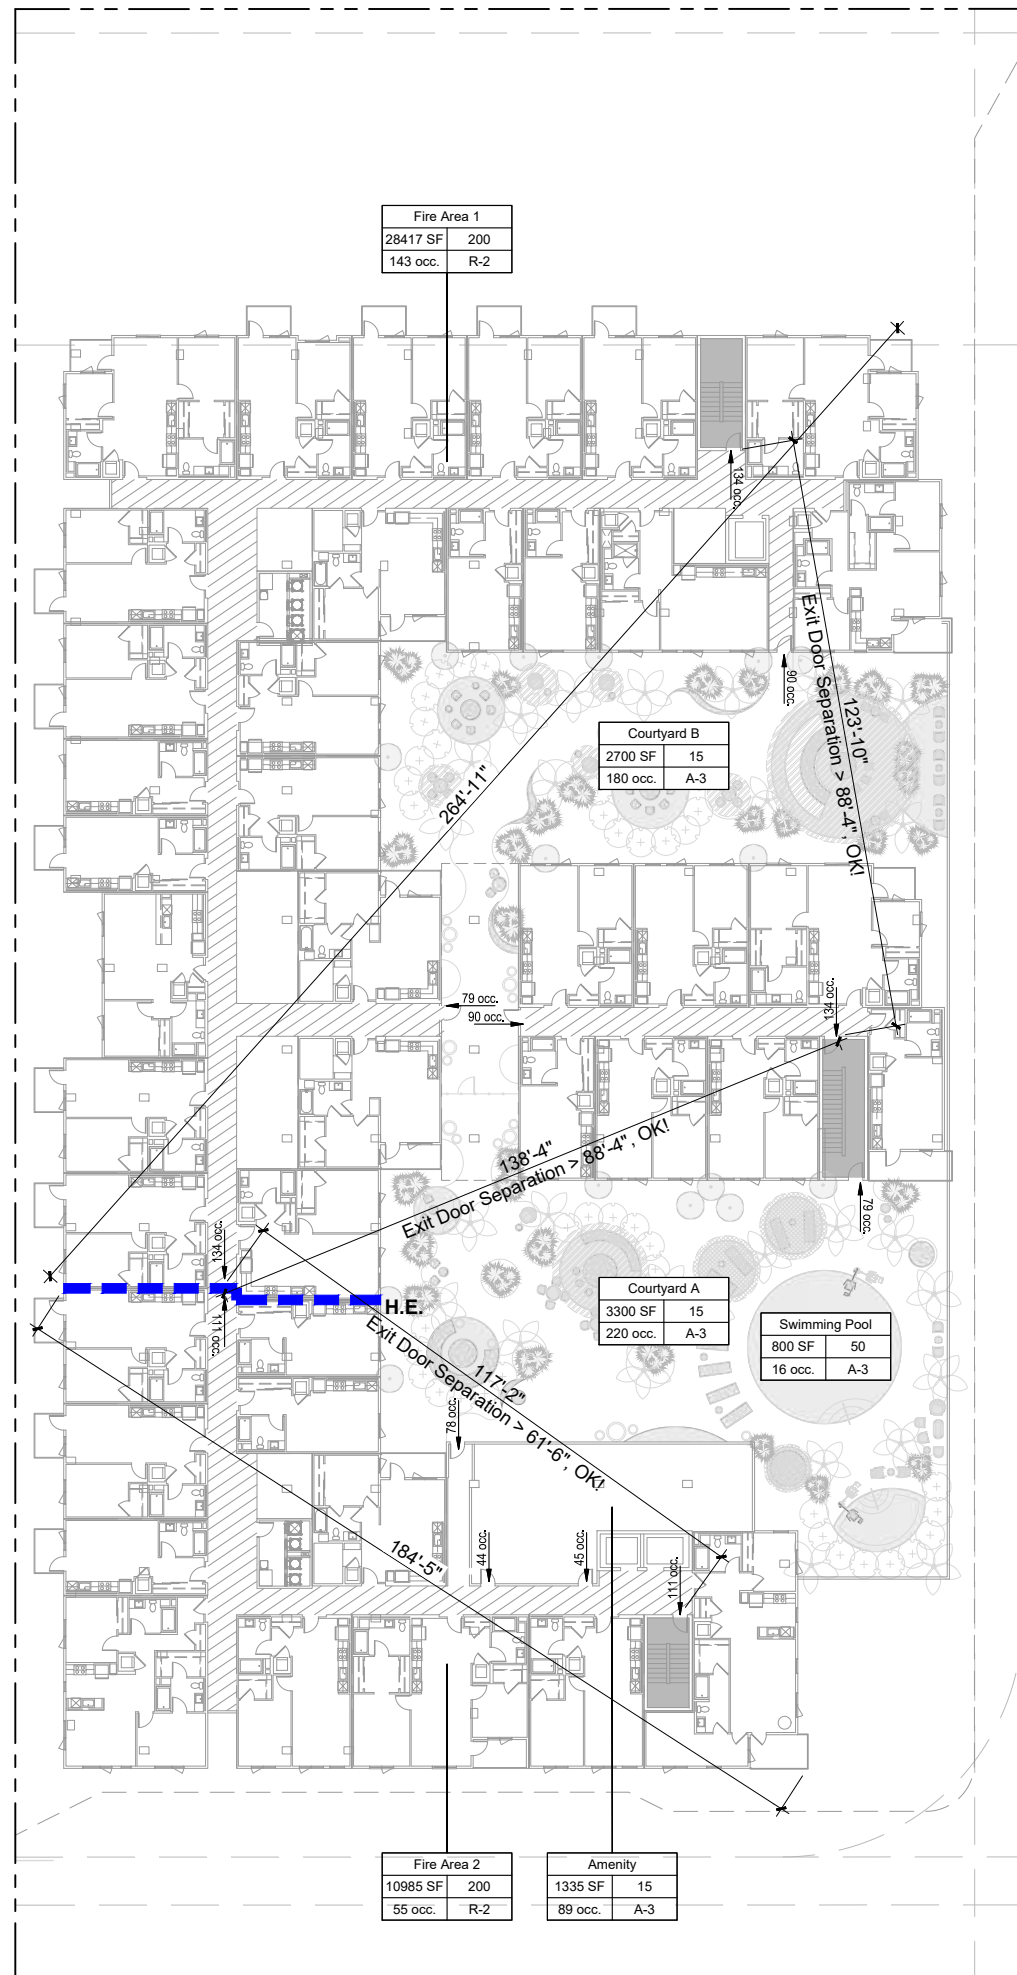 Fire Area 1
28417 SF 200
143 occ. R-2
134 occ.
90 occ.
Exit Door Separation > 88'-4", OK!
123'-10"
264'-11"
Courtyard B
2700 SF 15
180 occ. A-3
79 occ.
90 occ.
134 occ.
138'-4"
Exit Door Separation > 88'-4", OK!
79 occ.
134 occ.
111 occ.
H.E.
Courtyard A
3300 SF 15
220 occ. A-3
Swimming Pool
800 SF 50
16 occ. A-3
117'-2"
Exit Door Separation > 61'-6", OK!
78 occ.
184'-5"
44 occ.
45 occ.
111 occ.
Fire Area 2
10985 SF 200
55 occ. R-2
Amenity
1335 SF 15
89 occ. A-3